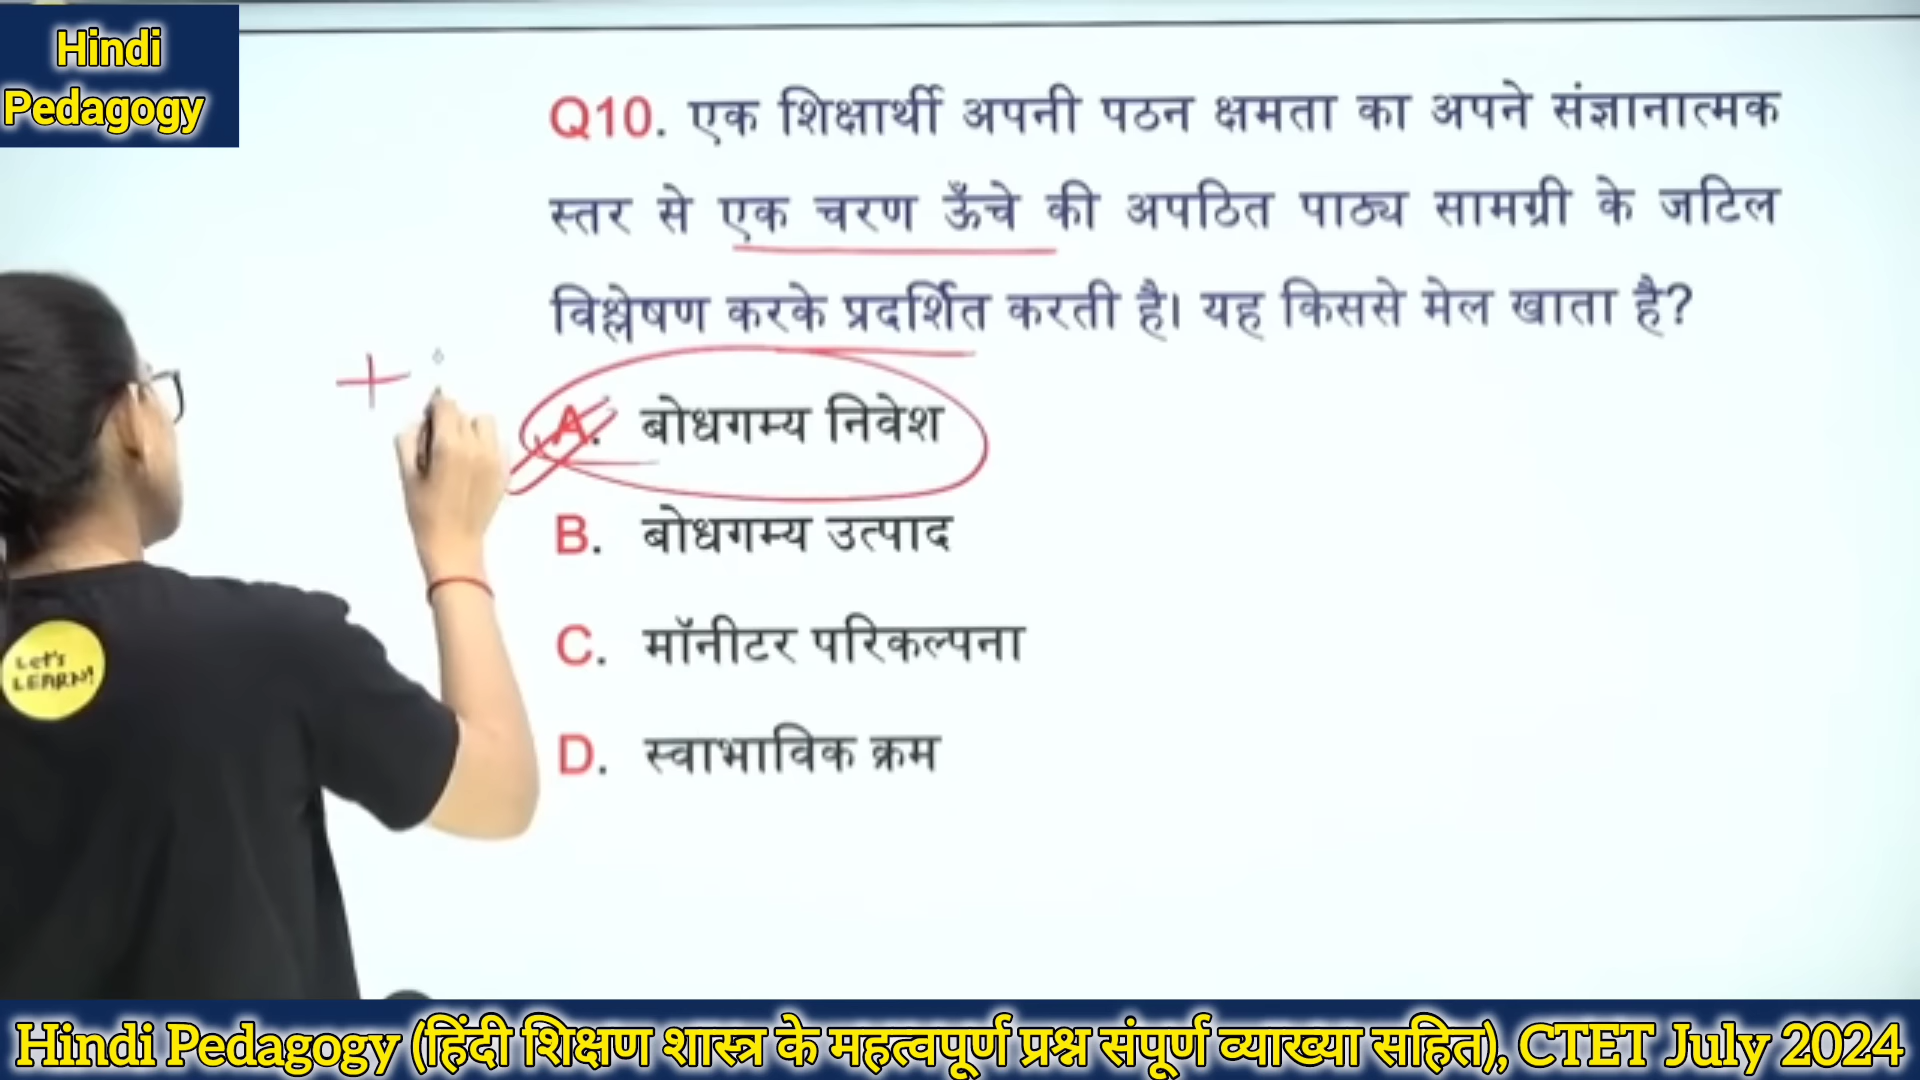 Hindi
Pedagogy
Q10. एक शिक्षार्थी अपनी पठन क्षमता का अपने संज्ञानात्मक
स्तर से एक चरण ऊँचे की अपठित पाठ्य सामग्री के जटिल
विश्लेषण करके प्रदर्शित करती है। यह किससे मेल खाता है?
A. बोधगम्य निवेश
B. बोधगम्य उत्पाद
C. मॉनीटर परिकल्पना
D. स्वाभाविक क्रम
+
Let's
LEARN!
Hindi Pedagogy (हिंदी शिक्षण शास्त्र के महत्वपूर्ण प्रश्न संपूर्ण व्याख्या सहित), CTET July 2024